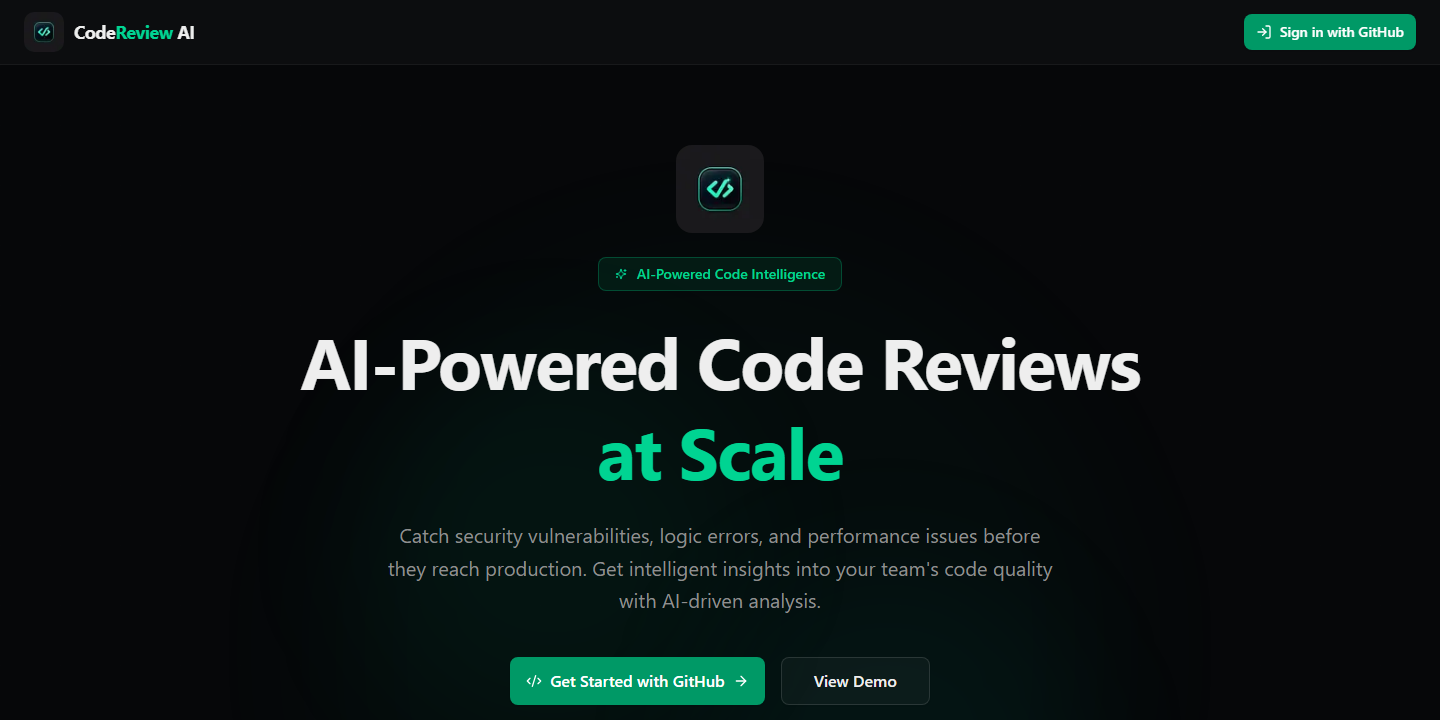 CodeReview AI
Sign in with GitHub
AI-Powered Code Intelligence
AI-Powered Code Reviews
at Scale
Catch security vulnerabilities, logic errors, and performance issues before
they reach production. Get intelligent insights into your team's code quality
with AI-driven analysis.
Get Started with GitHub
View Demo